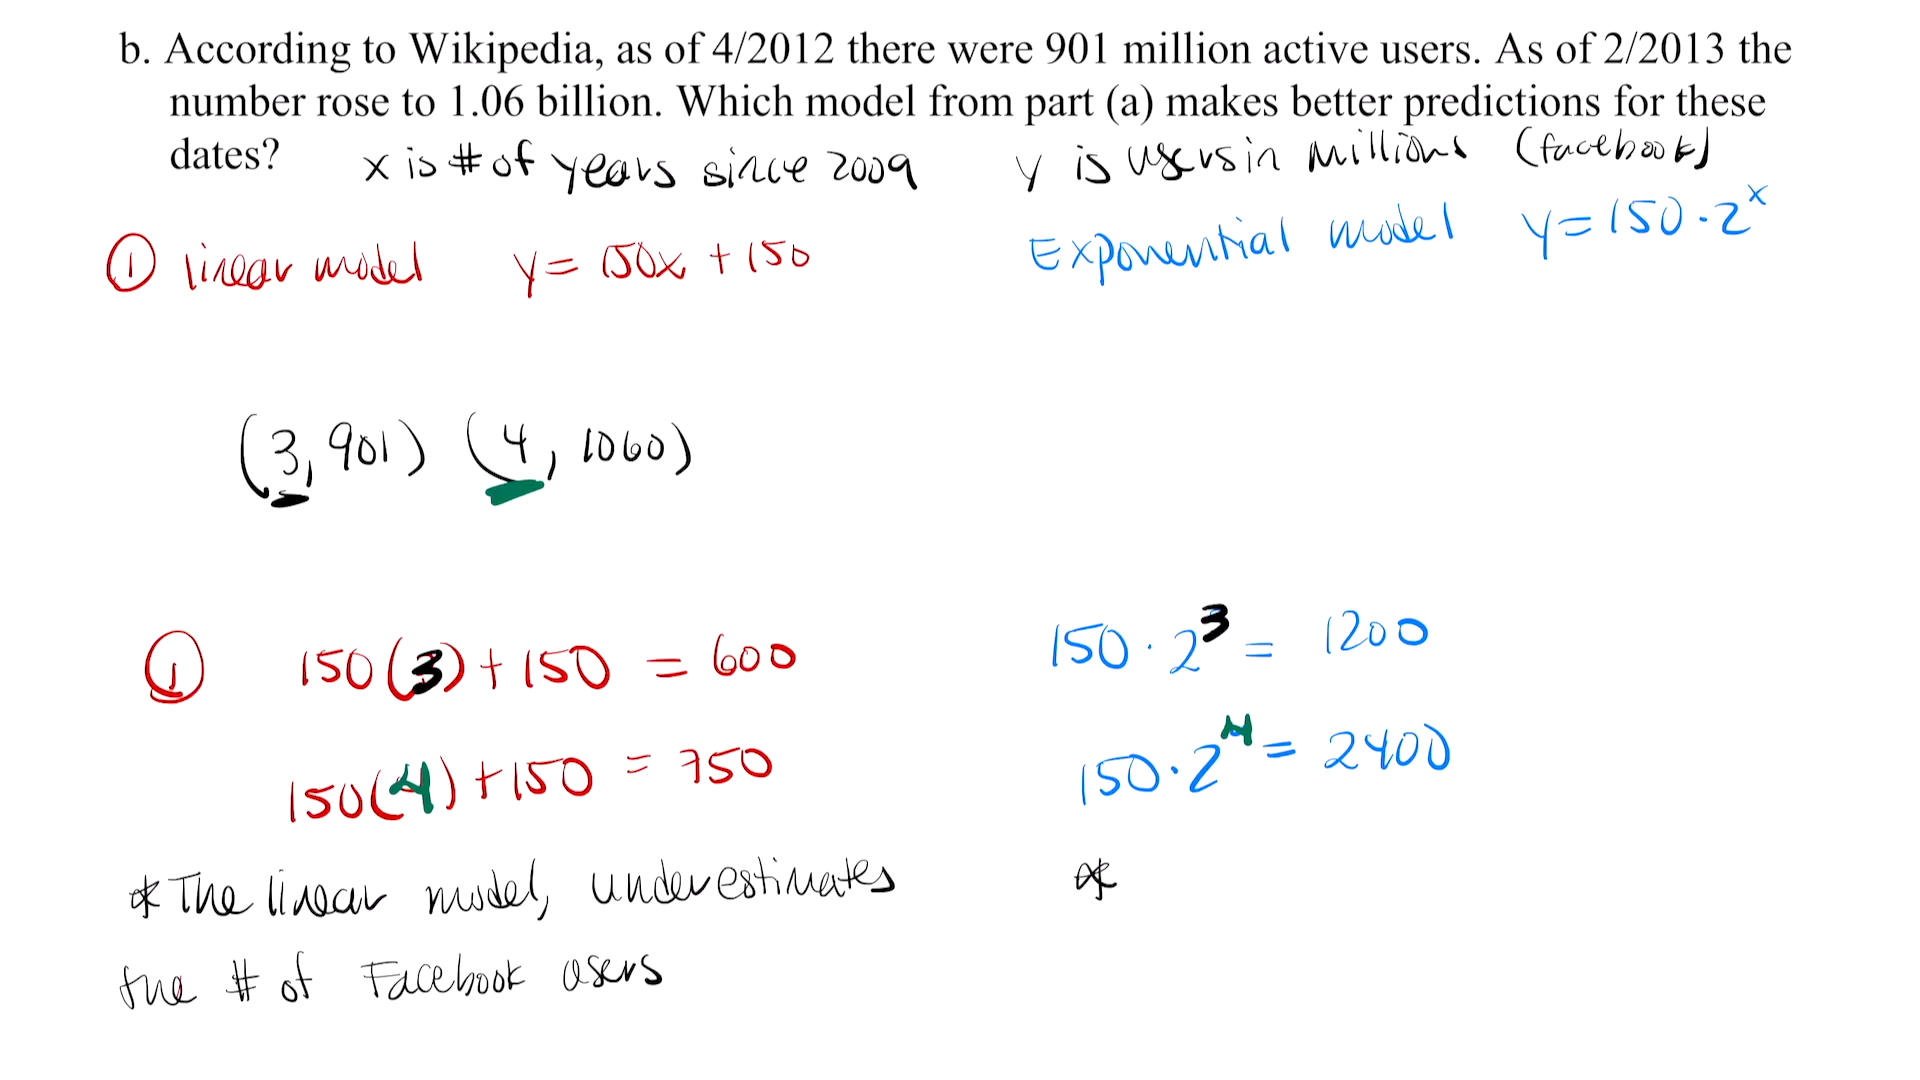 b. According to Wikipedia, as of 4/2012 there were 901 million active users. As of 2/2013 the
number rose to 1.06 billion. Which model from part (a) makes better predictions for these
dates?
x is # of years since 2009
y is users in millions (facebook)
① linear model y = 150x + 150
Exponential model y = 150 · 2^x
(3, 901) (4, 1060)
① 150(3) + 150 = 600
150 · 2^3 = 1200
150(4) + 150 = 750
150 · 2^4 = 2400
* The linear model, underestimates
*
the # of Facebook users